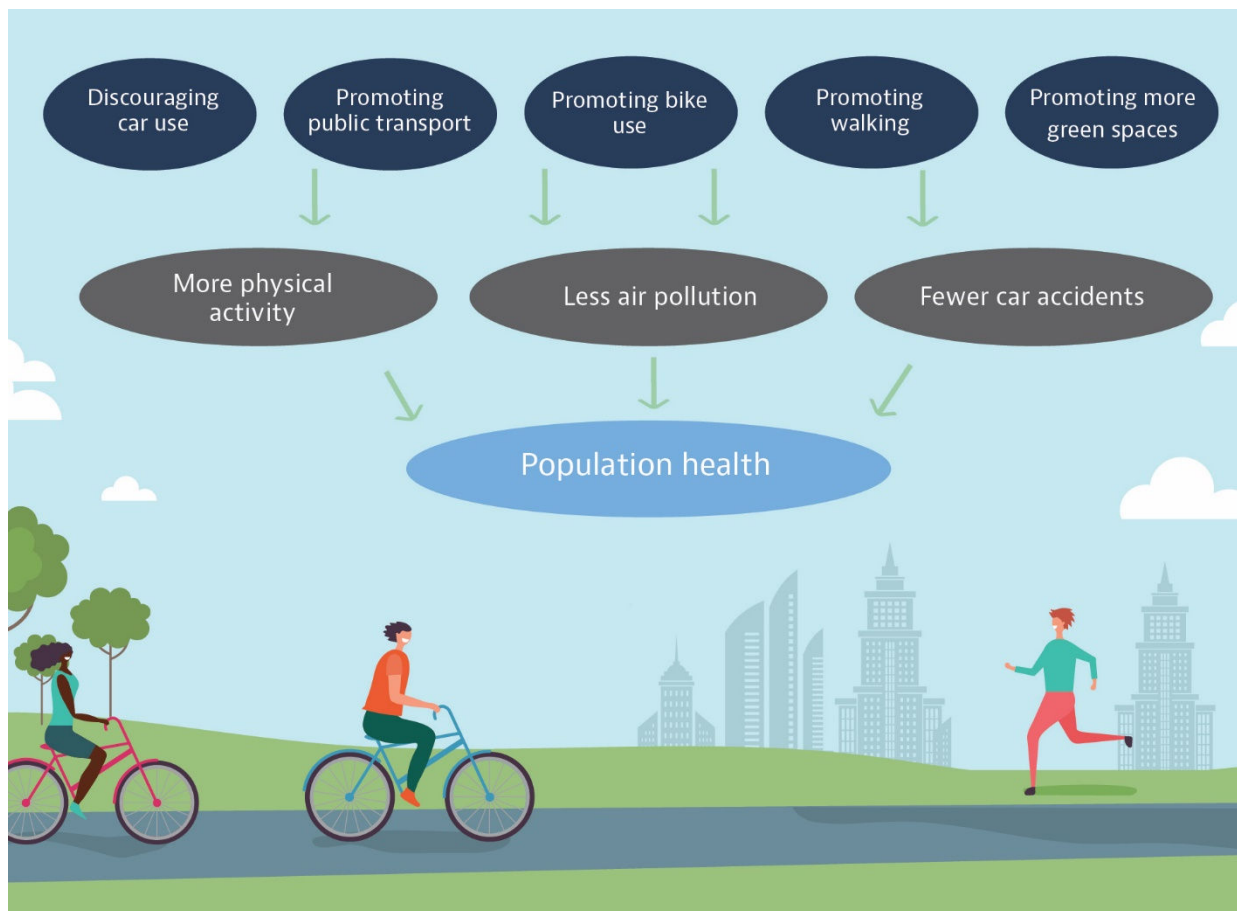 Discouraging
car use
Promoting
public transport
Promoting bike
use
Promoting
walking
Promoting more
green spaces
More physical
activity
Less air pollution
Fewer car accidents
Population health